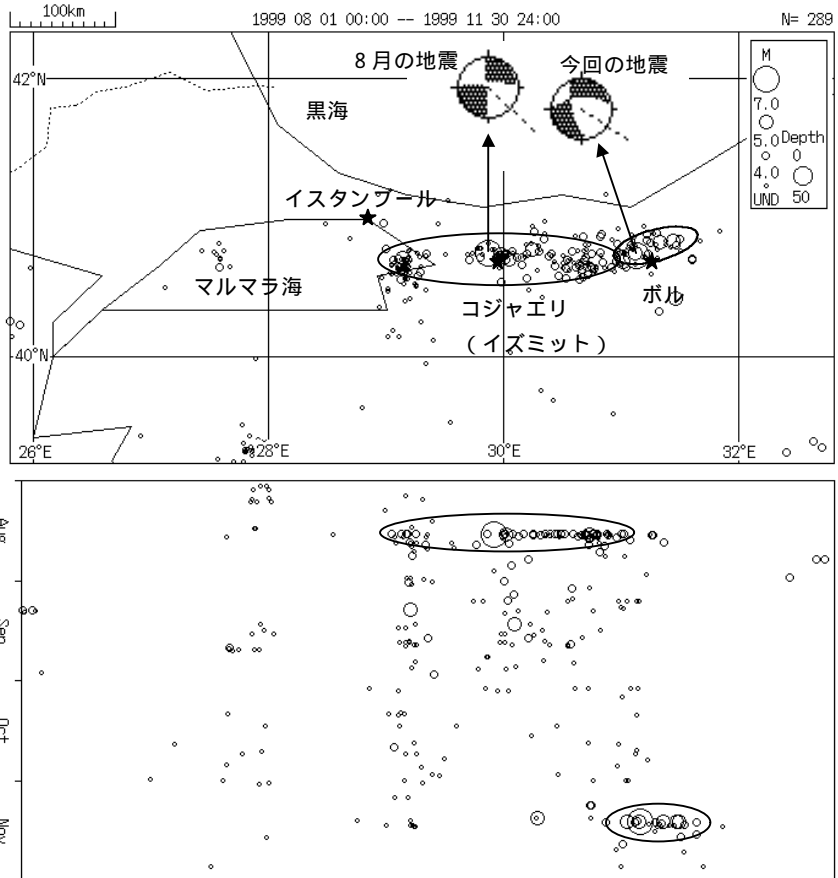 100km
1999 08 01 00:00 -- 1999 11 30 24:00
N= 289
8月の地震
今回の地震
42°N
黒海
M
7.0
5.0
4.0
UND
Depth
0
50
イスタンブール
マルマラ海
コジャエリ
(イズミット)
ボル
40°N
26°E
28°E
30°E
32°E
Aug
Sep
Oct
Nov